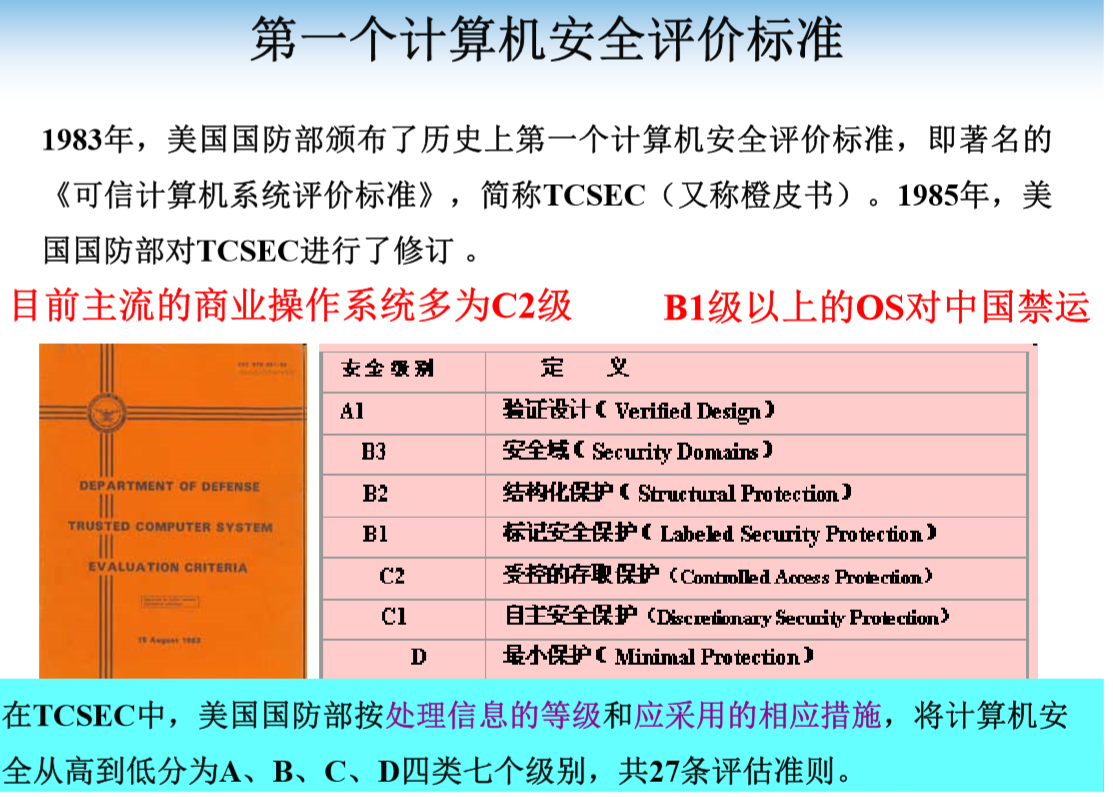 第一个计算机安全评价标准
1983年，美国国防部颁布了历史上第一个计算机安全评价标准，即著名的
《可信计算机系统评价标准》，简称TCSEC（又称橙皮书）。1985年，美
国国防部对TCSEC进行了修订 。
目前主流的商业操作系统多为C2级 B1级以上的OS对中国禁运
DEPARTMENT OF DEFENSE
TRUSTED COMPUTER SYSTEM
EVALUATION CRITERIA
15 August 1983
安全级别 定 义
A1 验证设计（Verified Design）
B3 安全域（Security Domains）
B2 结构化保护（Structural Protection）
B1 标记安全保护（Labeled Security Protection）
C2 受控的存取保护（Controlled Access Protection）
C1 自主安全保护（Discretionary Security Protection）
D 最小保护（Minimal Protection）
在TCSEC中，美国国防部按处理信息的等级和应采用的相应措施，将计算机安
全从高到低分为A、B、C、D四类七个级别，共27条评估准则。